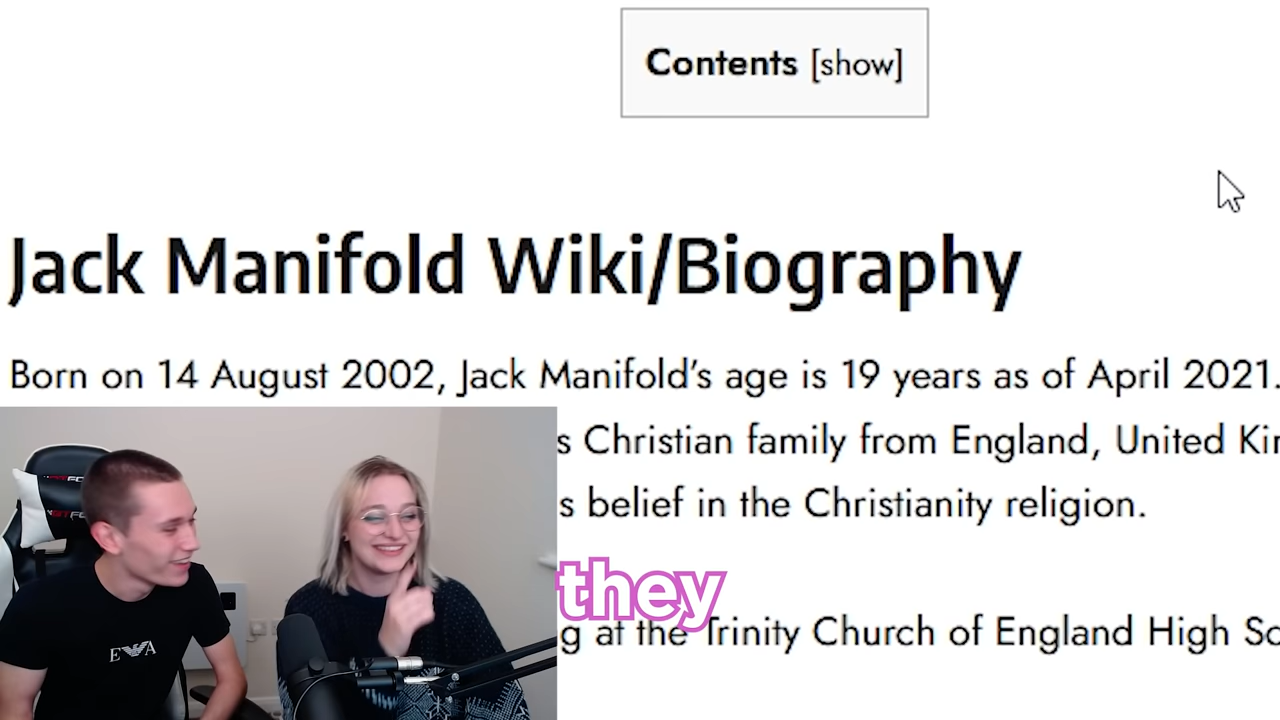 Contents [show]
Jack Manifold Wiki/Biography
Born on 14 August 2002, Jack Manifold's age is 19 years as of April 2021.
s Christian family from England, United Kin
s belief in the Christianity religion.
they
g at the Trinity Church of England High Sc